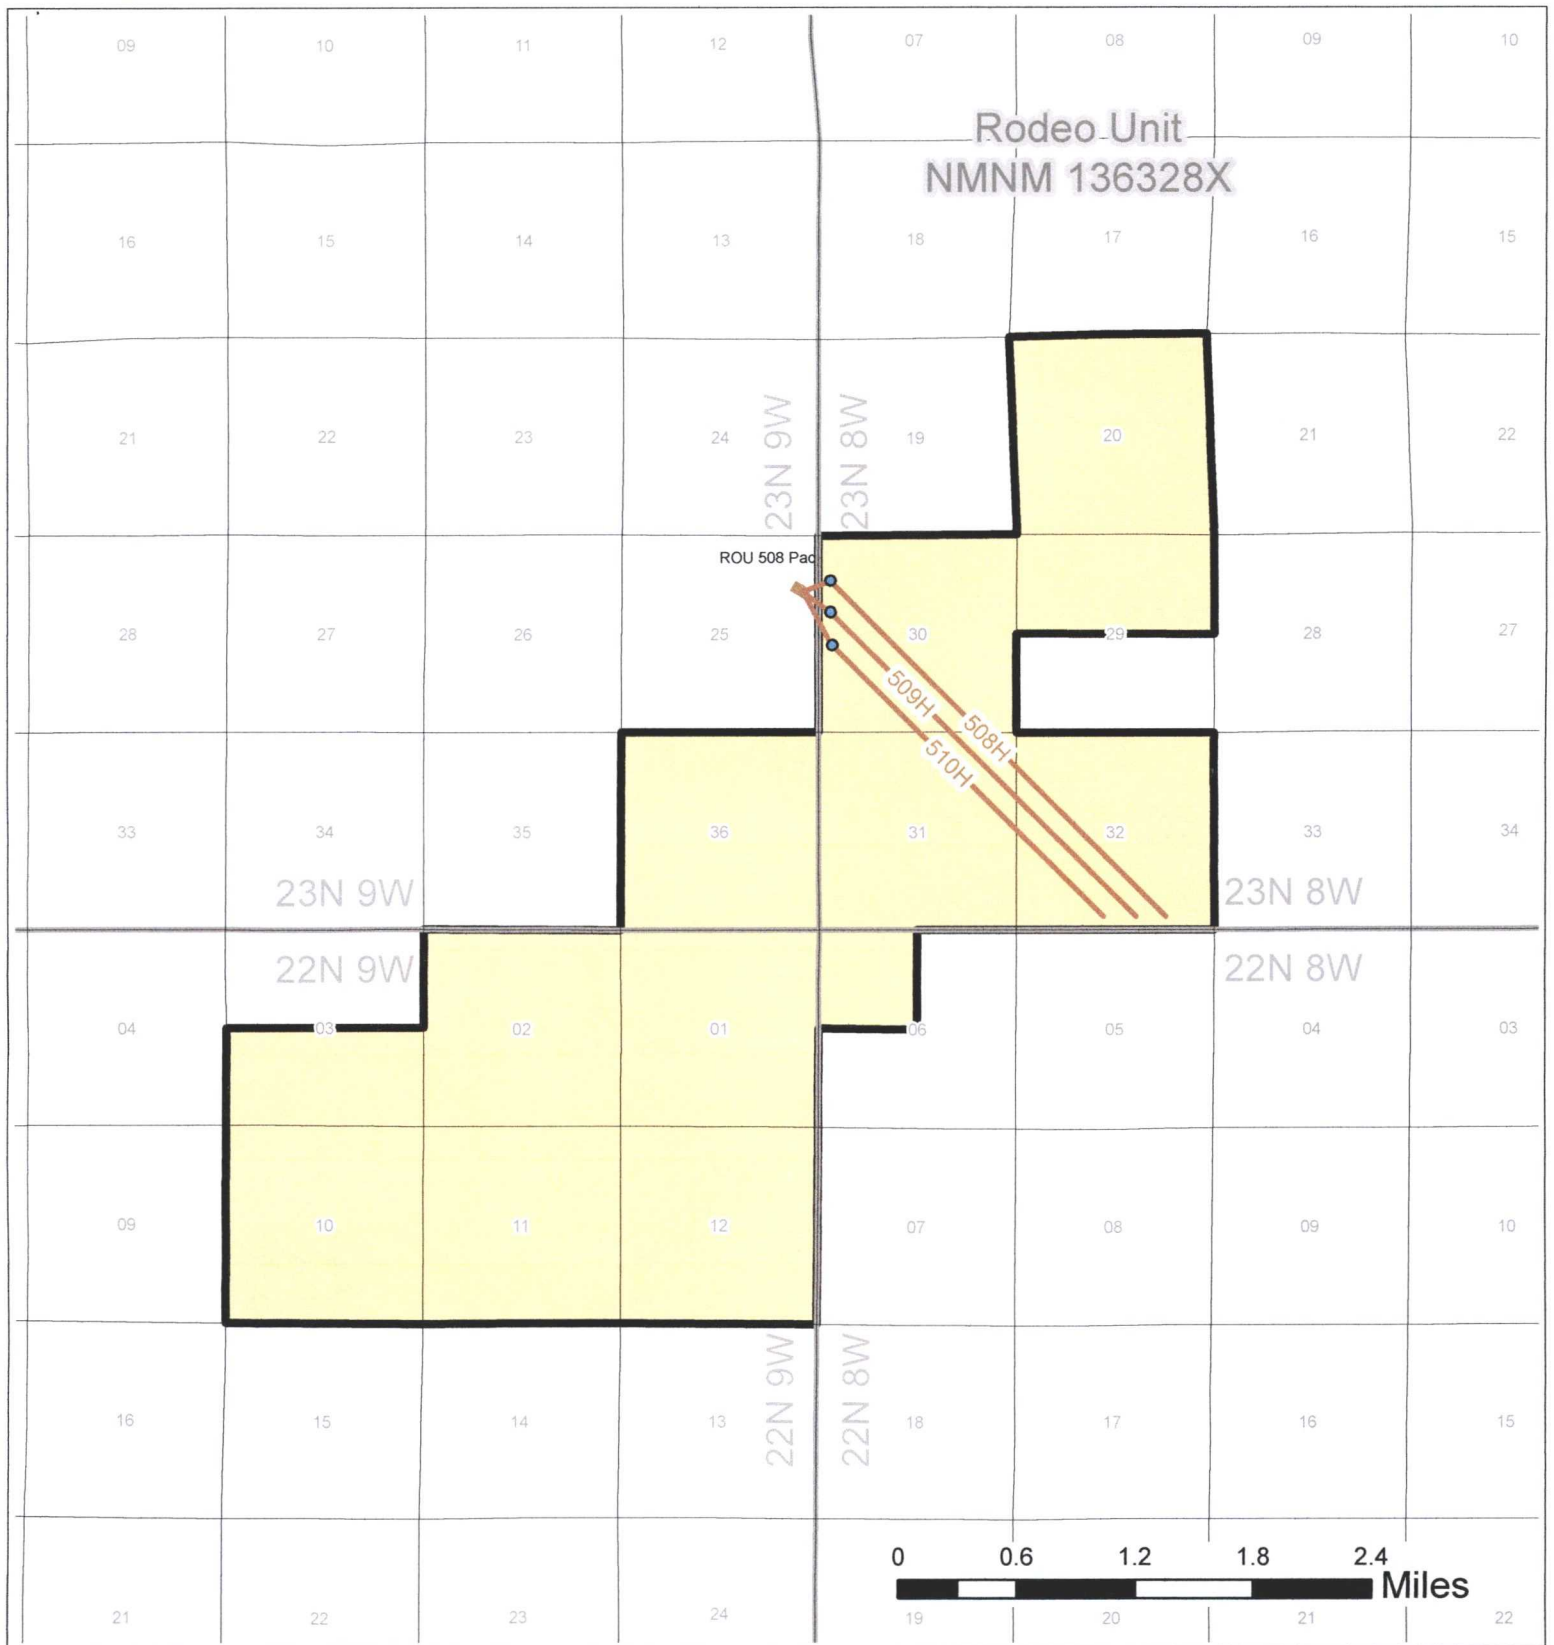 09 10 11 12 07 08 09 10
Rodeo Unit
NMNM 136328X
16 15 14 13 18 17 16 15
23N 9W
23N 8W
21 22 23 24 19 20 21 22
ROU 508 Pad
28 27 26 25 30 29 28 27
509H
508H
510H
33 34 35 36 31 32 33 34
23N 9W 23N 8W
22N 9W 22N 8W
04 03 02 01 06 05 04 03
09 10 11 12 07 08 09 10
22N 9W
22N 8W
16 15 14 13 18 17 16 15
0 0.6 1.2 1.8 2.4
Miles
21 22 23 24 19 20 21 22